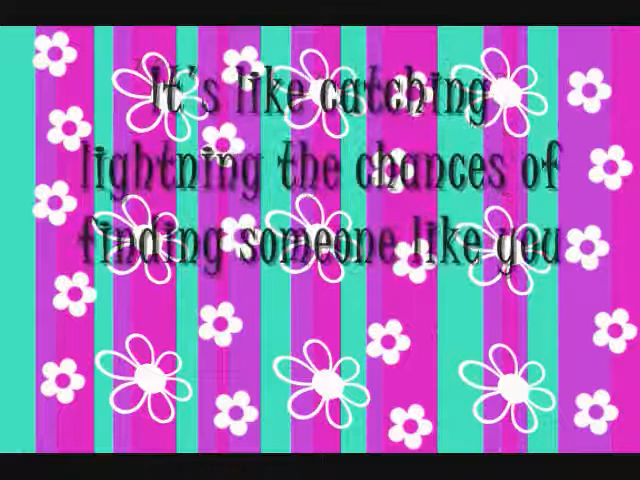 It's like catching
lightning the chances of
finding someone like you